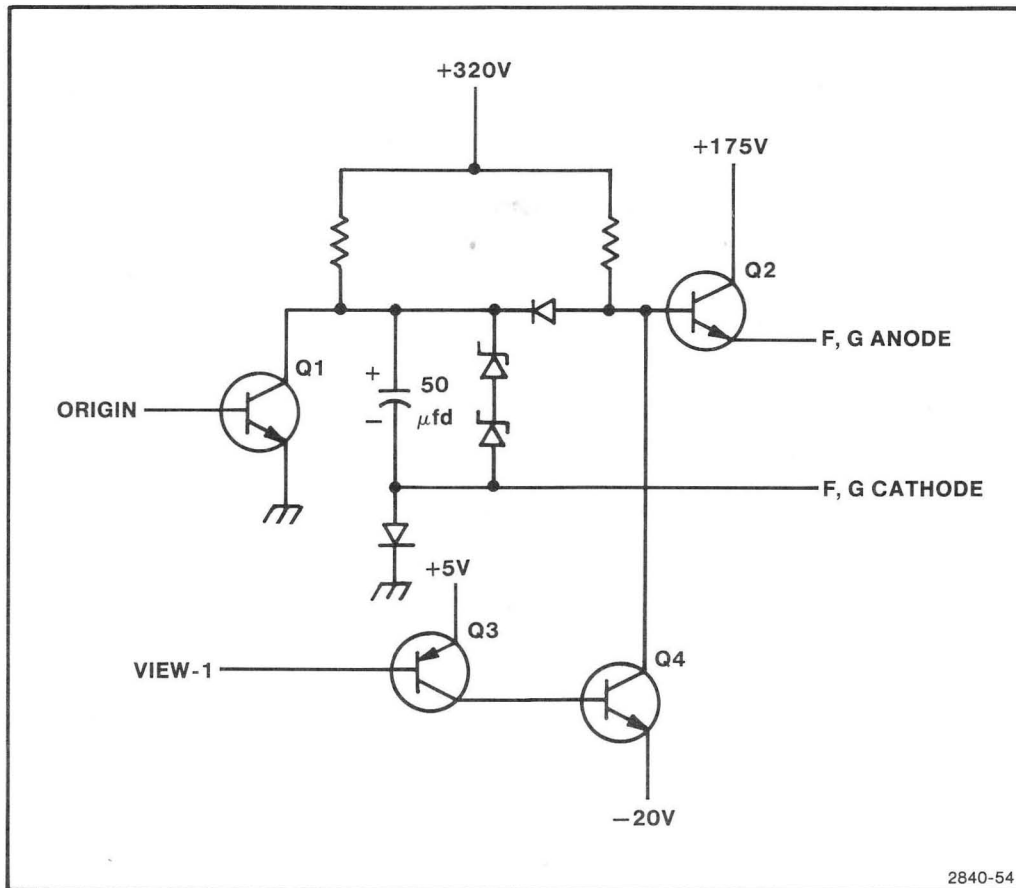 +320V
+175V
Q2
F, G ANODE
Q1
+
50
μfd
−
ORIGIN
F, G CATHODE
+5V
Q3
VIEW-1
Q4
−20V
2840-54